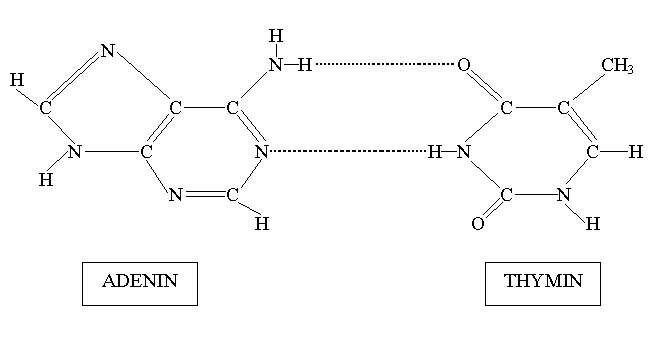 H
N
N H O CH₃
H
C C C C C
N C N H N C H
H
N C C N
H O H
ADENIN THYMIN